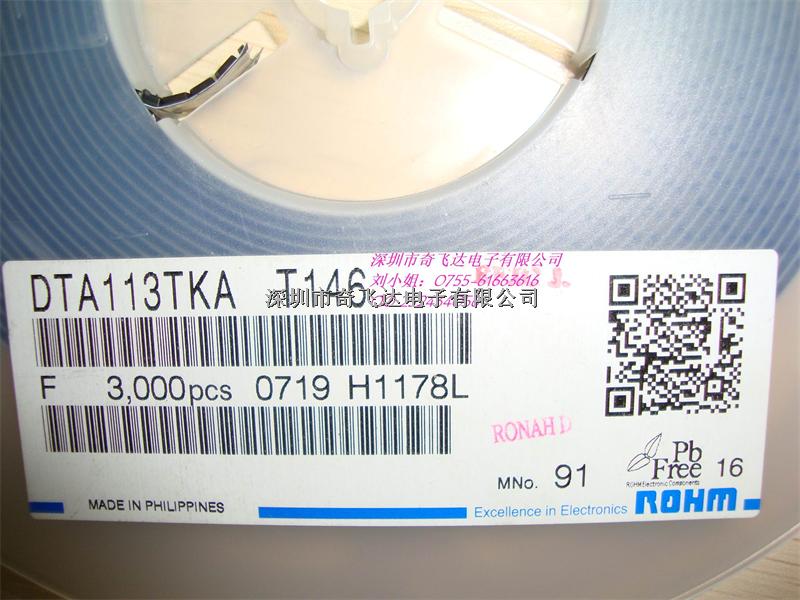 DTA113TKA T146
深圳市奇飞达电子有限公司
刘小姐：0755-61663616
深圳市奇飞达电子有限公司
F 3,000pcs 0719 H1178L
RONAH D
MNo. 91
Pb
Free 16
ROHM Electronic Components
MADE IN PHILIPPINES
Excellence in Electronics ROHM